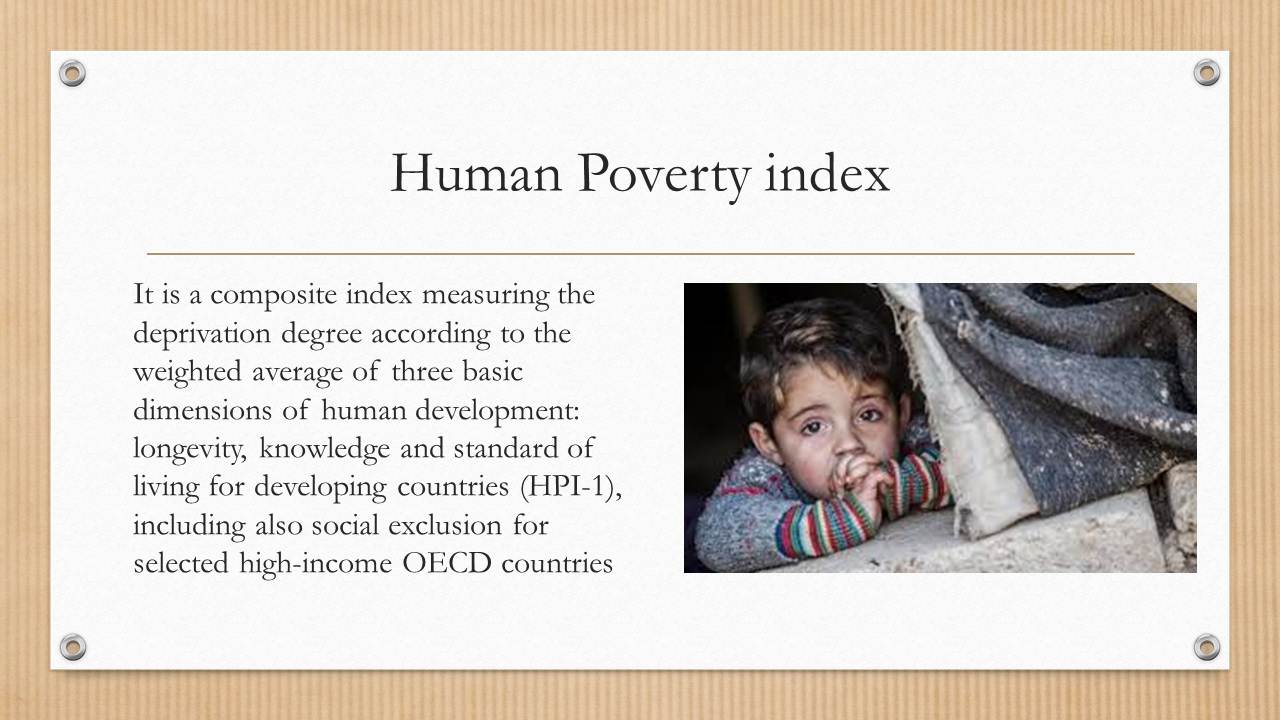 Human Poverty index
It is a composite index measuring the
deprivation degree according to the
weighted average of three basic
dimensions of human development:
longevity, knowledge and standard of
living for developing countries (HPI-1),
including also social exclusion for
selected high-income OECD countries